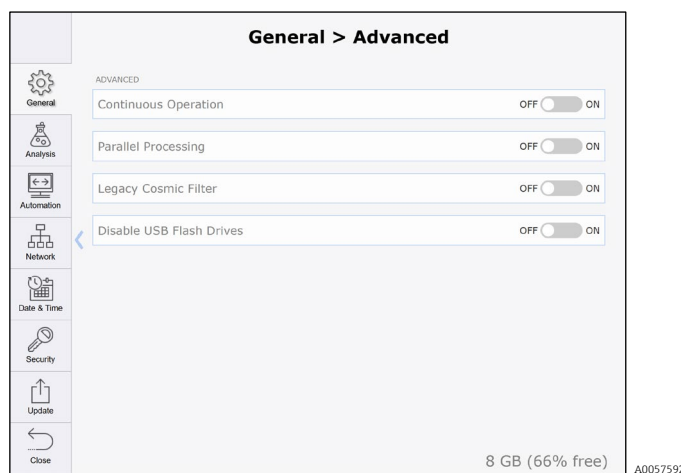 General > Advanced
General
Analysis
Automation
Network
Date & Time
Security
Update
Close
ADVANCED
Continuous Operation OFF ON
Parallel Processing OFF ON
Legacy Cosmic Filter OFF ON
Disable USB Flash Drives OFF ON
8 GB (66% free)
A0057592